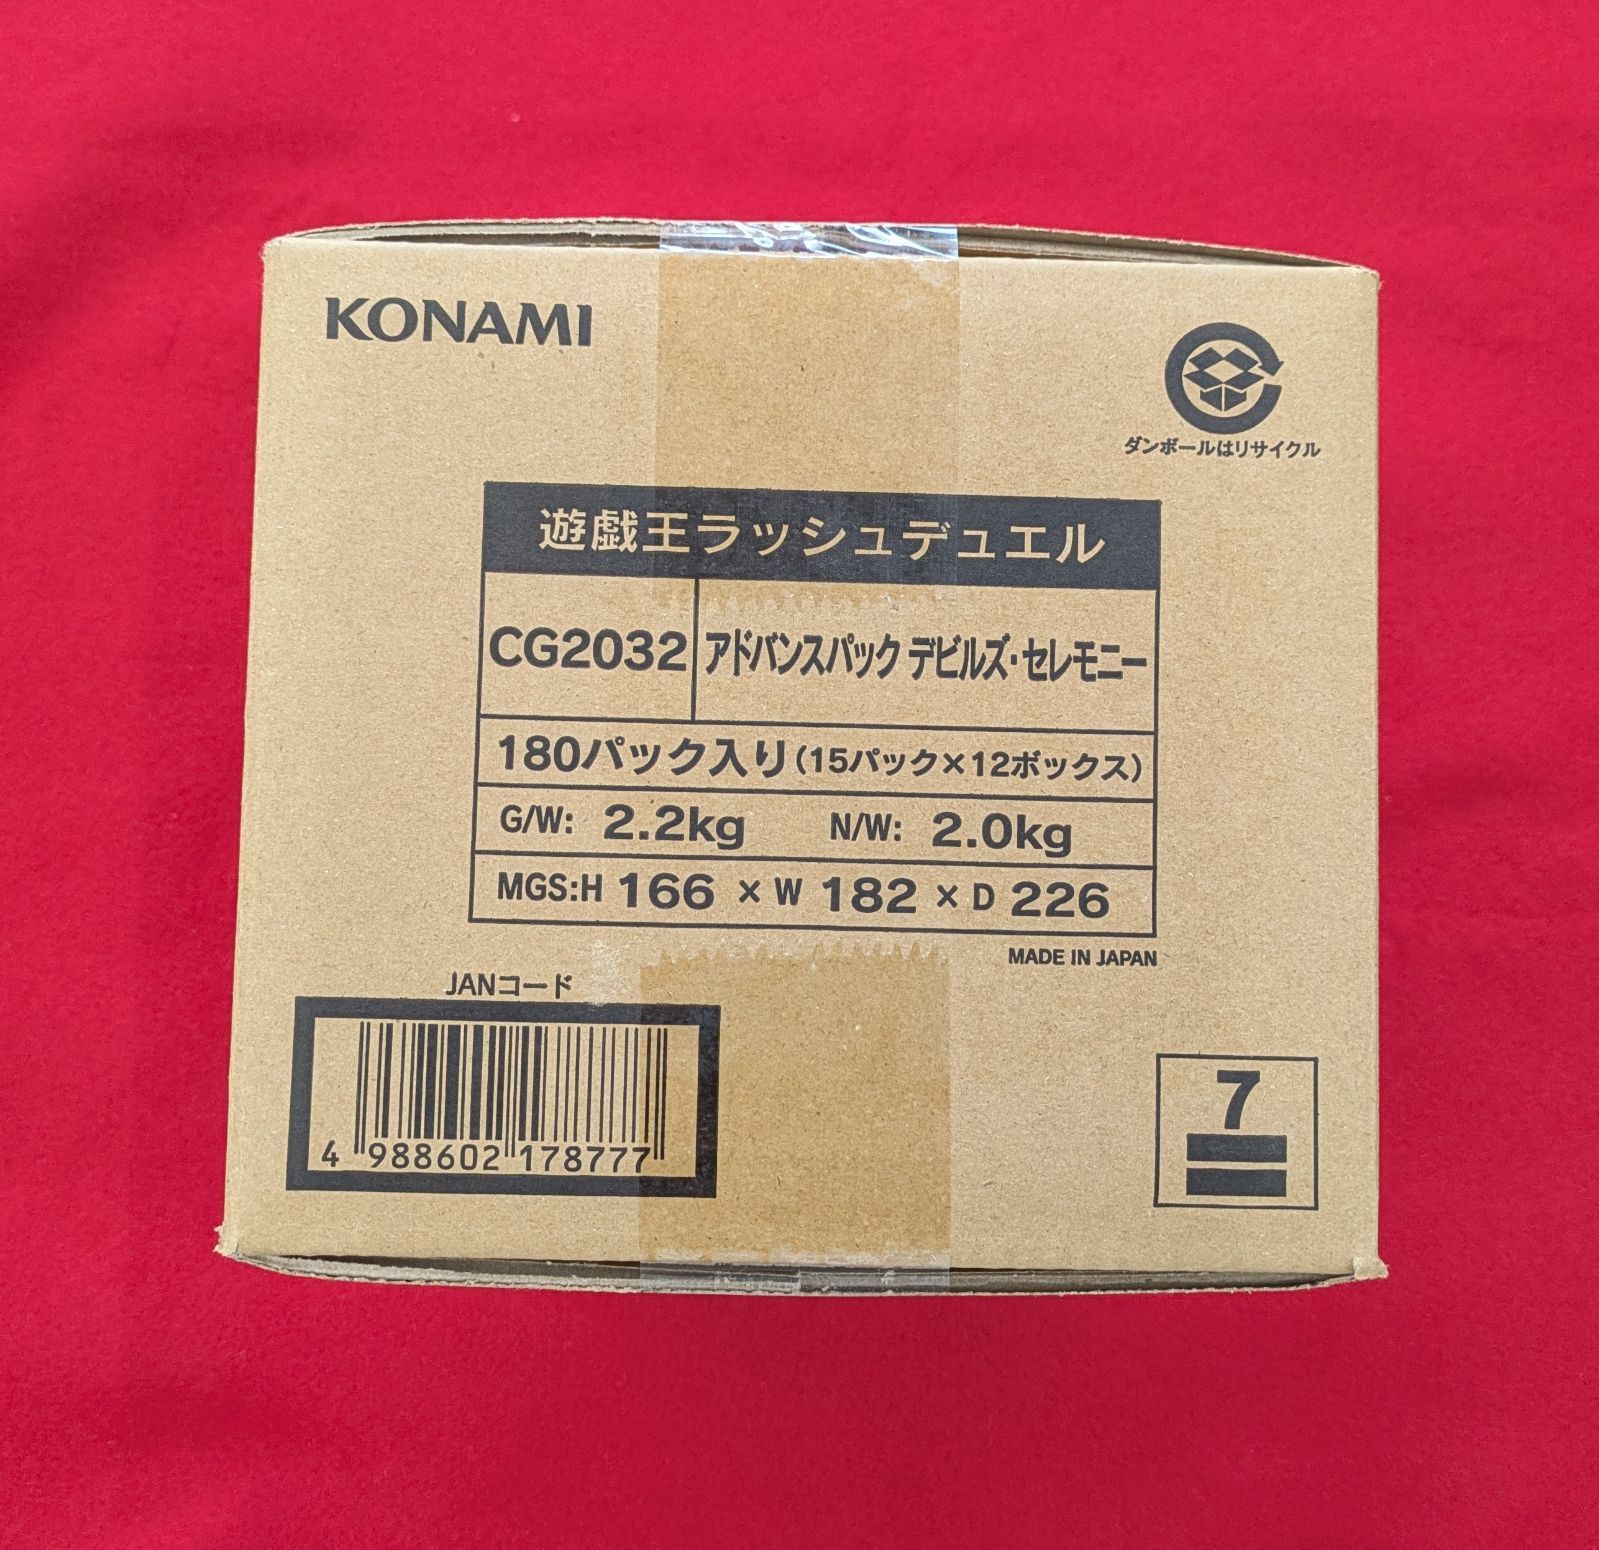 KONAMI
ダンボールはリサイクル
遊戯王ラッシュデュエル
CG2032 アドバンスパック デビルズ・セレモニー
180パック入り(15パック×12ボックス)
G/W: 2.2kg N/W: 2.0kg
MGS:H 166 × W 182 × D 226
MADE IN JAPAN
JANコード
4 988602 178777
7